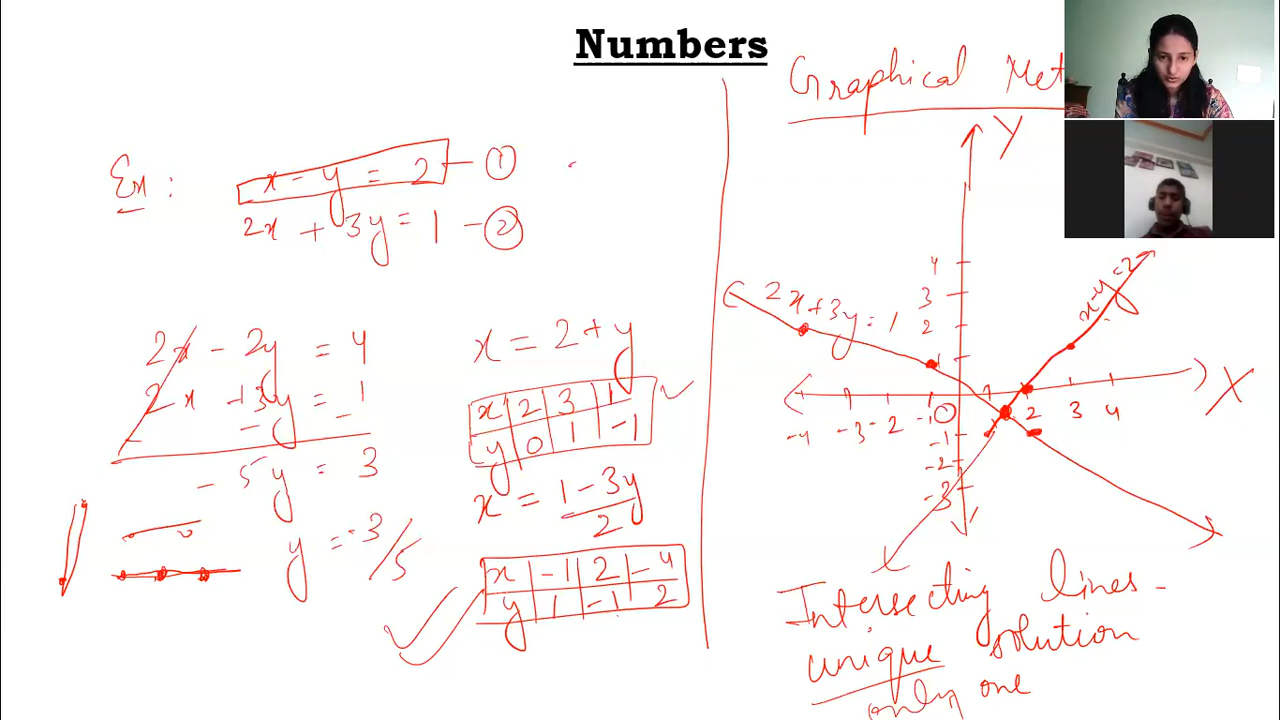 Numbers
Ex : x - y = 2 - ①
2x + 3y = 1 - ②
2x - 2y = 4
2x + 3y = 1
- - -
- 5y = 3
y = -3/5
x = 2 + y
x 2 3 1
y 0 1 -1
x = 1 - 3y / 2
x -1 2 -4
y 1 -1 2
Graphical Met
Y
4
3
2
1
2x + 3y = 1
x - y = 2
-4 -3 -2 -1 0 2 3 4 X
-1
-2
-3
Intersecting lines -
unique solution
only one